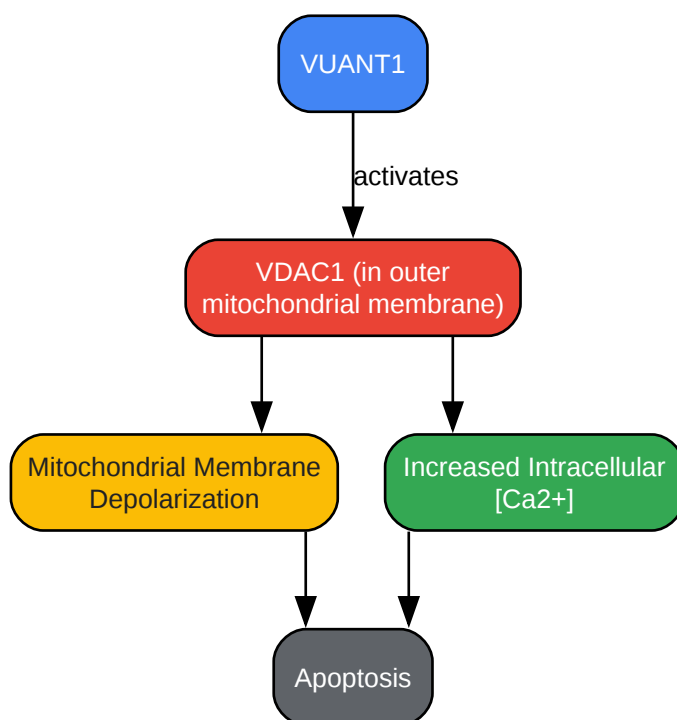 VUANT1
activates
VDAC1 (in outer
mitochondrial membrane)
Mitochondrial Membrane
Depolarization
Increased Intracellular
[Ca2+]
Apoptosis